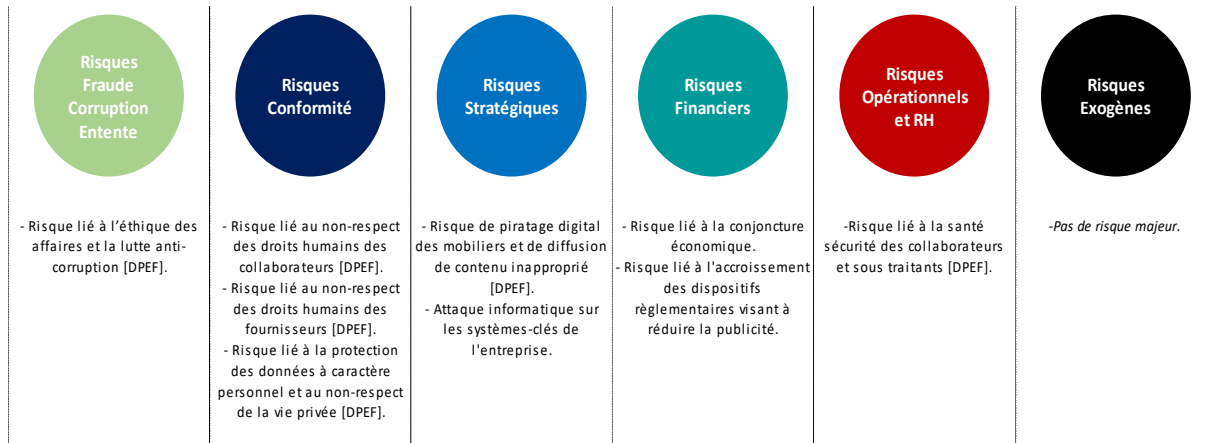 Risques
Fraude
Corruption
Entente
- Risque lié à l'éthique des
affaires et la lutte anti-
corruption [DPEF].
Risques
Conformité
- Risque lié au non-respect
des droits humains des
collaborateurs [DPEF].
- Risque lié au non-respect
des droits humains des
fournisseurs [DPEF].
- Risque lié à la protection
des données à caractère
personnel et au non-respect
de la vie privée [DPEF].
Risques
Stratégiques
- Risque de piratage digital
des mobiliers et de diffusion
de contenu inapproprié
[DPEF].
- Attaque informatique sur
les systèmes-clés de
l'entreprise.
Risques
Financiers
- Risque lié à la conjoncture
économique.
- Risque lié à l'accroissement
des dispositifs
règlementaires visant à
réduire la publicité.
Risques
Opérationnels
et RH
-Risque lié à la santé
sécurité des collaborateurs
et sous traitants [DPEF].
Risques
Exogènes
-Pas de risque majeur.